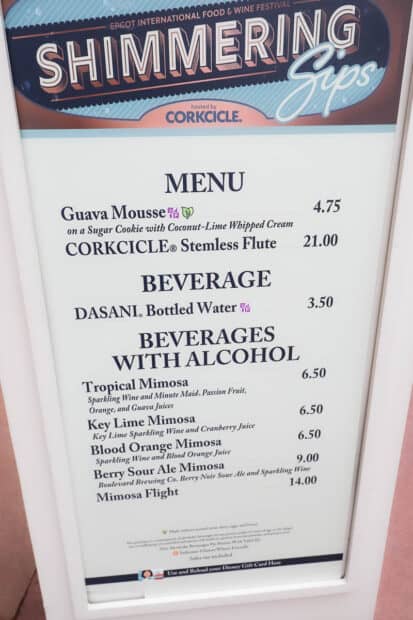 EPCOT INTERNATIONAL FOOD & WINE FESTIVAL
SHIMMERING
Sips
hosted by
CORKCICLE.
MENU
Guava Mousse 4.75
on a Sugar Cookie with Coconut-Lime Whipped Cream
CORKCICLE® Stemless Flute 21.00
BEVERAGE
DASANI® Bottled Water 3.50
BEVERAGES
WITH ALCOHOL
Tropical Mimosa 6.50
Sparkling Wine and Minute Maid® Passion Fruit,
Orange, and Guava Juices
Key Lime Mimosa 6.50
Key Lime Sparkling Wine and Cranberry Juice
Blood Orange Mimosa 6.50
Sparkling Wine and Blood Orange Juice
Berry Sour Ale Mimosa 9.00
Boulevard Brewing Co. Berry Noir Sour Ale and Sparkling Wine
Mimosa Flight 14.00
Sales tax not included
Use and Reload your Disney Gift Card Here